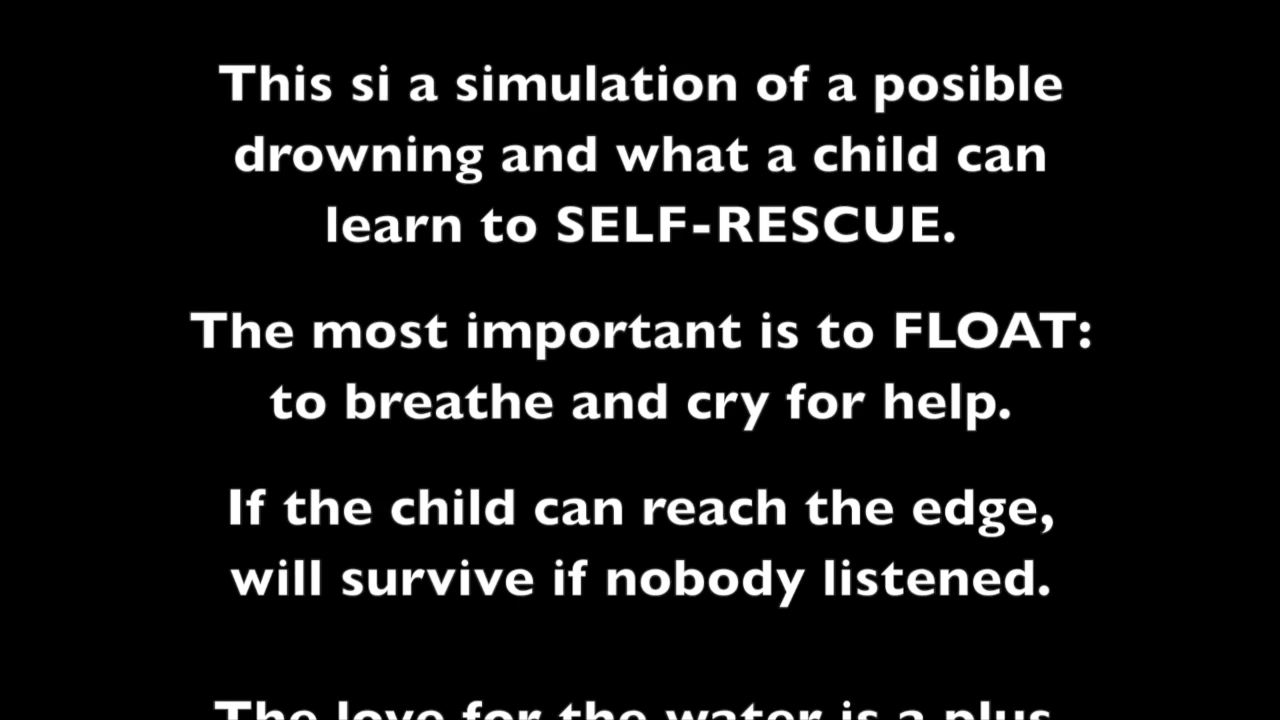 This si a simulation of a posible
drowning and what a child can
learn to SELF-RESCUE.
The most important is to FLOAT:
to breathe and cry for help.
If the child can reach the edge,
will survive if nobody listened.
The love for the water is a plus.